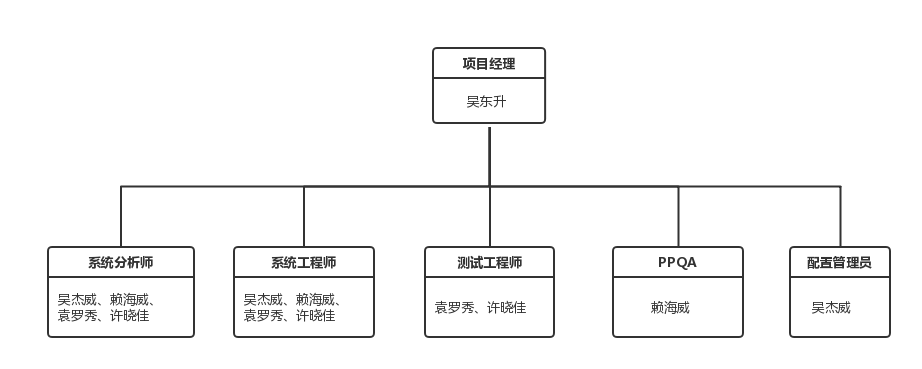 项目经理
吴东升
系统分析师
吴杰威、赖海威、
袁罗秀、许晓佳
系统工程师
吴杰威、赖海威、
袁罗秀、许晓佳
测试工程师
袁罗秀、许晓佳
PPQA
赖海威
配置管理员
吴杰威